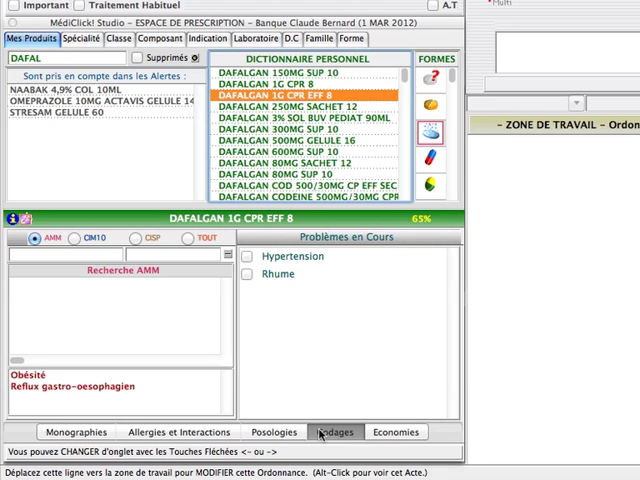 Important Traitement Habituel A.T
Multi
MédiClick! Studio - ESPACE DE PRESCRIPTION - Banque Claude Bernard (1 MAR 2012)
Mes Produits Spécialité Classe Composant Indication Laboratoire D.C Famille Forme
DAFAL Supprimés
Sont pris en compte dans les Alertes :
NAABAK 4,9% COL 10ML
OMEPRAZOLE 10MG ACTAVIS GELULE 14
STRESAM GELULE 60
DICTIONNAIRE PERSONNEL
DAFALGAN 150MG SUP 10
DAFALGAN 1G CPR 8
DAFALGAN 1G CPR EFF 8
DAFALGAN 250MG SACHET 12
DAFALGAN 3% SOL BUV PEDIAT 90ML
DAFALGAN 300MG SUP 10
DAFALGAN 500MG GELULE 16
DAFALGAN 600MG SUP 10
DAFALGAN 80MG SACHET 12
DAFALGAN 80MG SUP 10
DAFALGAN COD 500/30MG CP EFF SEC
DAFALGAN CODEINE 500MG/30MG CPR
FORMES
- ZONE DE TRAVAIL - Ordon
DAFALGAN 1G CPR EFF 8 65%
AMM CIM10 CISP TOUT
Recherche AMM
Obésité
Reflux gastro-oesophagien
Problèmes en Cours
Hypertension
Rhume
Monographies Allergies et Interactions Posologies Codages Economies
Vous pouvez CHANGER d'onglet avec les Touches Fléchées <- ou ->
Déplacez cette ligne vers la zone de travail pour MODIFIER cette Ordonnance. (Alt-Click pour voir cet Acte.)